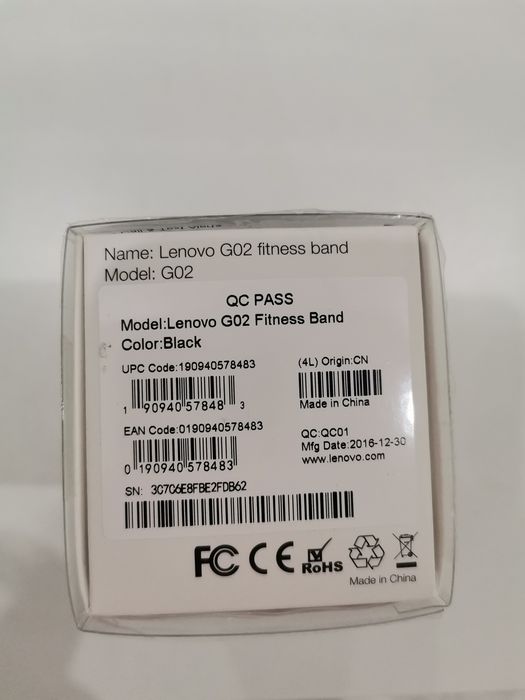 Name: Lenovo G02 fitness band
Model: G02
QC PASS
Model:Lenovo G02 Fitness Band
Color:Black
UPC Code:190940578483
1 90940 57848 3
(4L) Origin:CN
Made in China
EAN Code:0190940578483
0 190940 578483
QC:QC01
Mfg Date:2016-12-30
www.lenovo.com
SN: 3C7C6E8FBE2FDB62
FC CE RoHS
Made in China